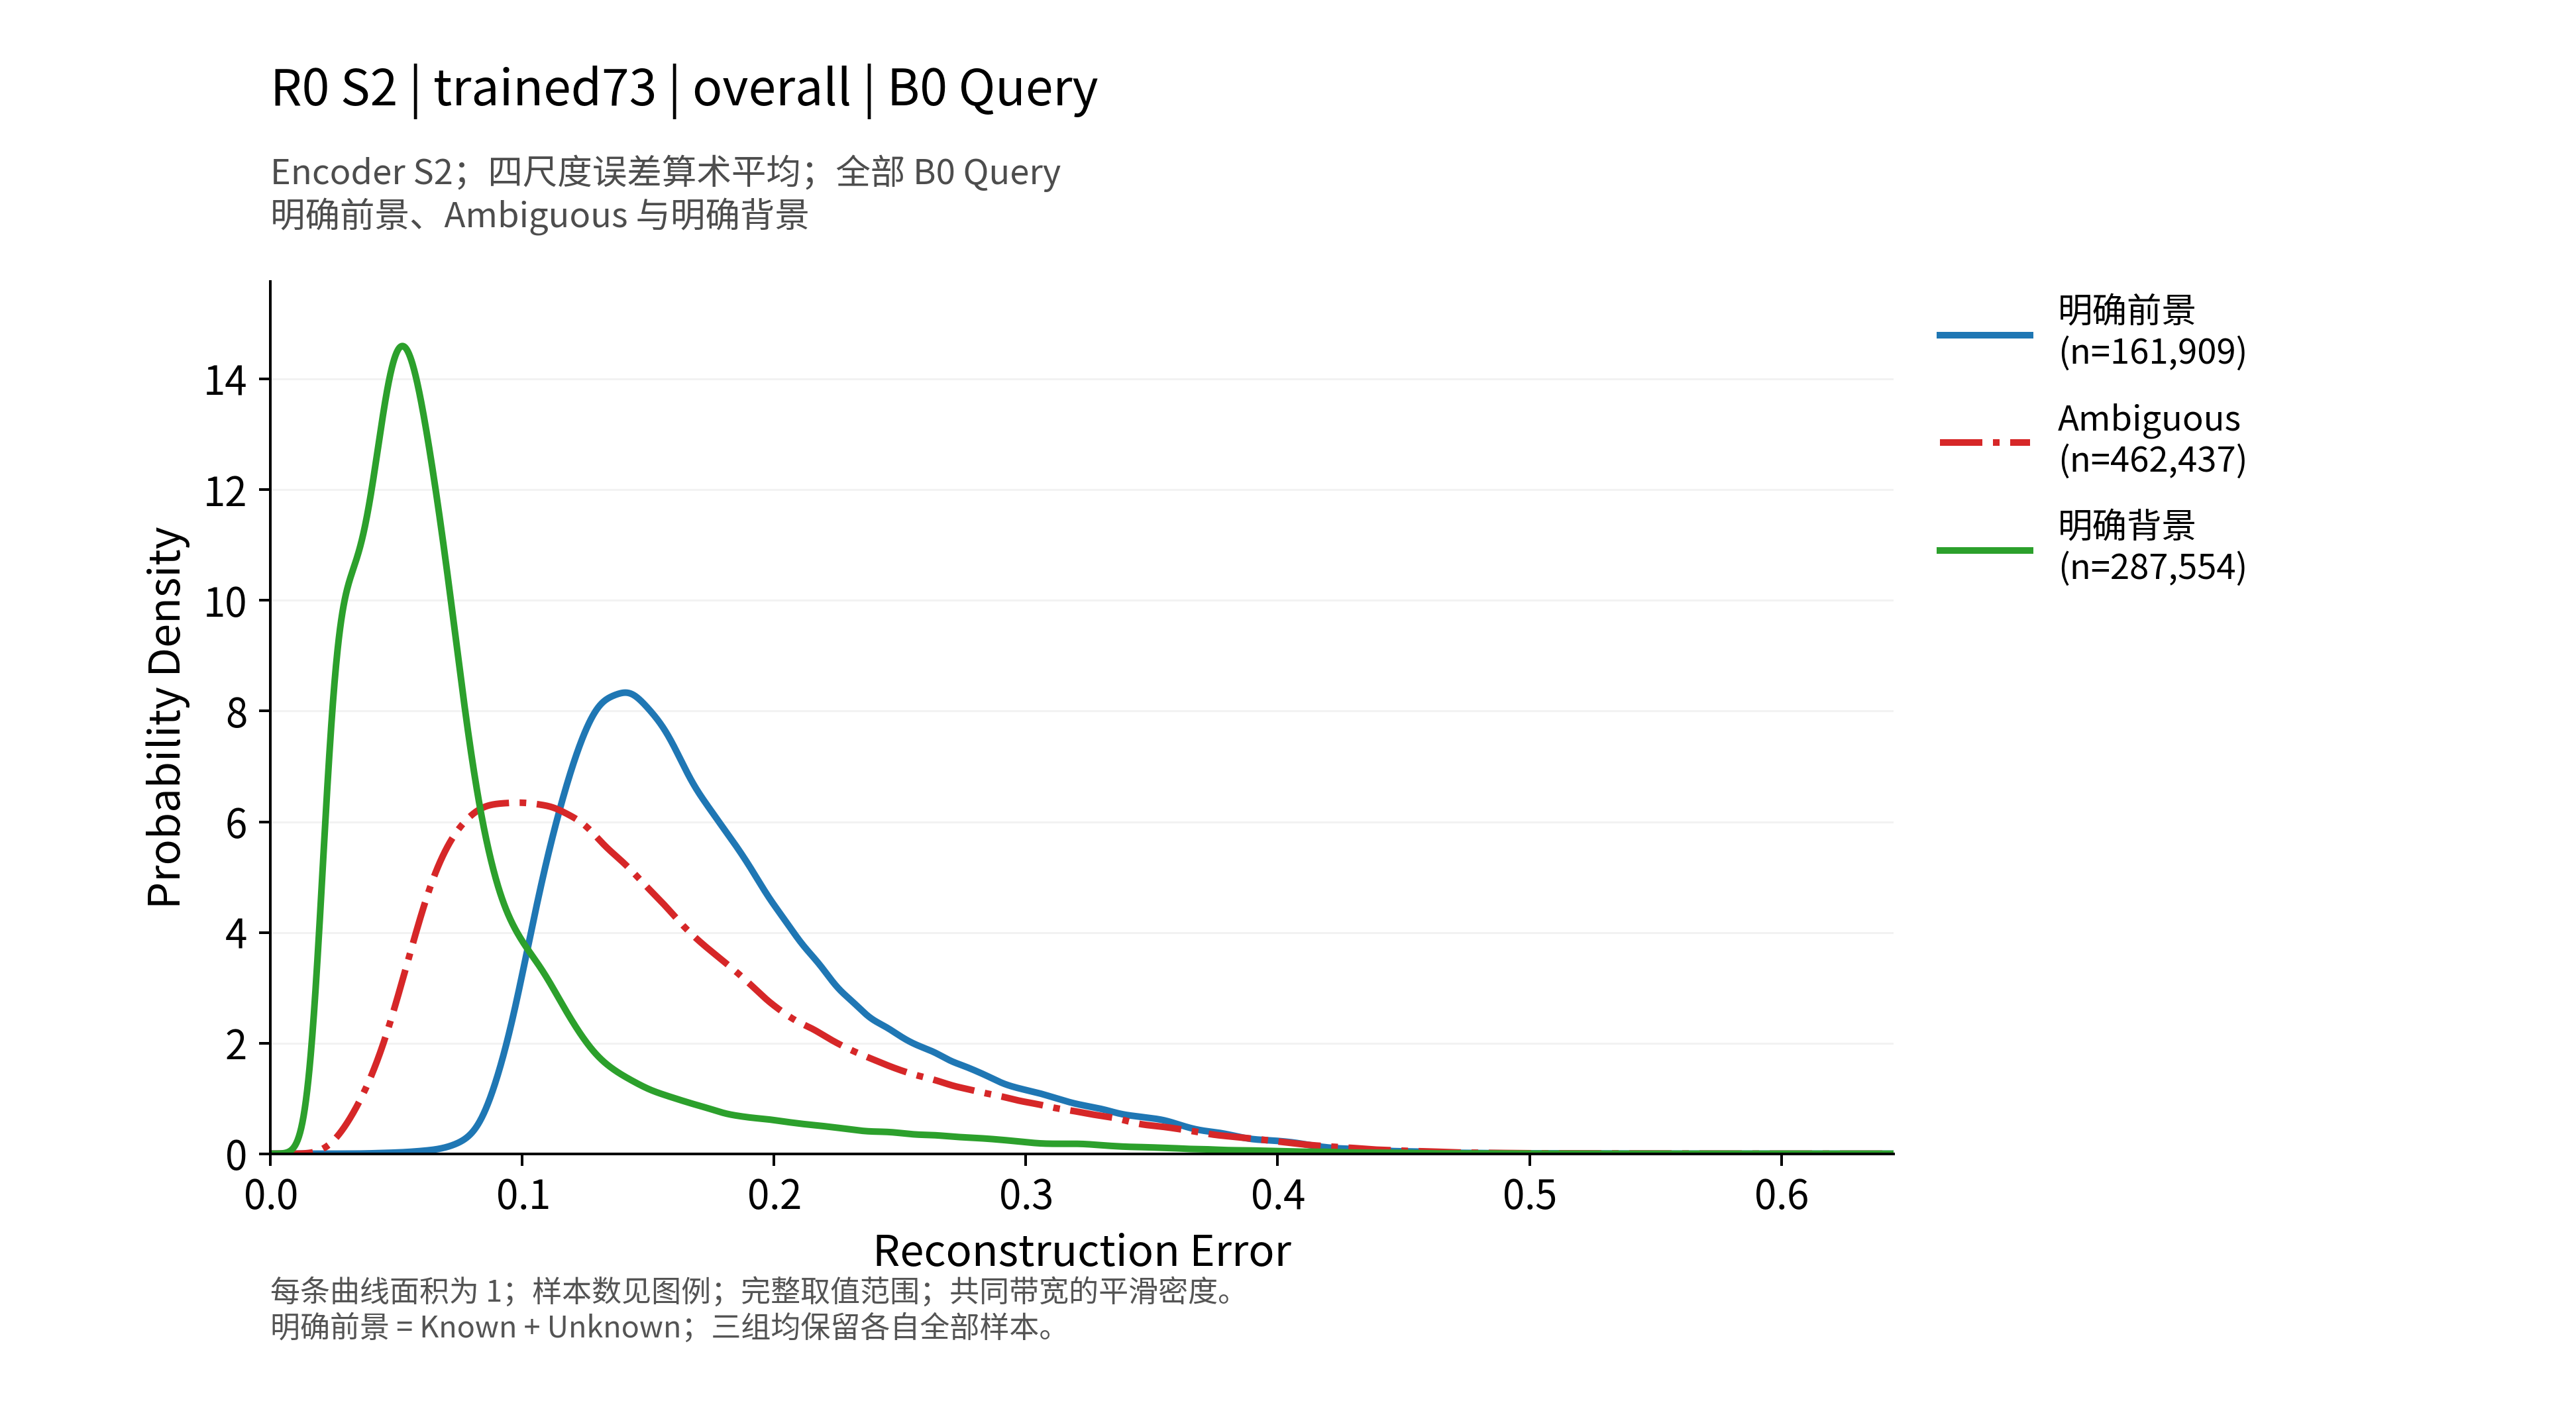 R0 S2 | trained73 | overall | B0 Query
Encoder S2；四尺度误差算术平均；全部 B0 Query
明确前景、Ambiguous 与明确背景
明确前景
(n=161,909)
Ambiguous
(n=462,437)
明确背景
(n=287,554)
Probability Density
14
12
10
8
6
4
2
0
0.0 0.1 0.2 0.3 0.4 0.5 0.6
Reconstruction Error
每条曲线面积为 1；样本数见图例；完整取值范围；共同带宽的平滑密度。
明确前景 = Known + Unknown；三组均保留各自全部样本。